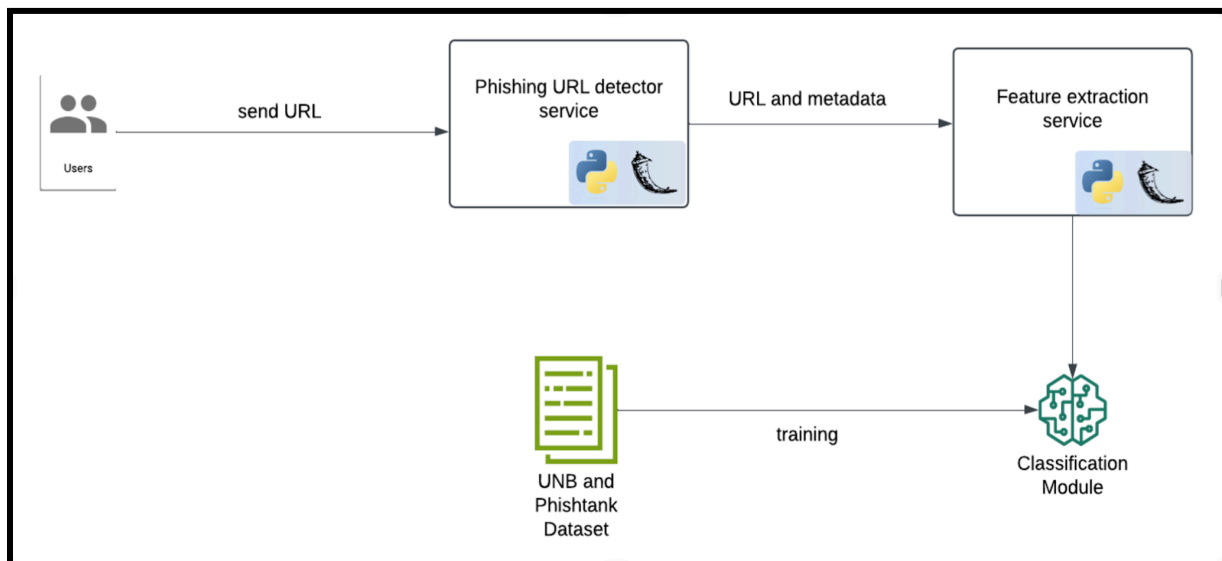 send URL
Phishing URL detector
service
URL and metadata
Feature extraction
service
Users
training
UNB and
Phishtank
Dataset
Classification
Module